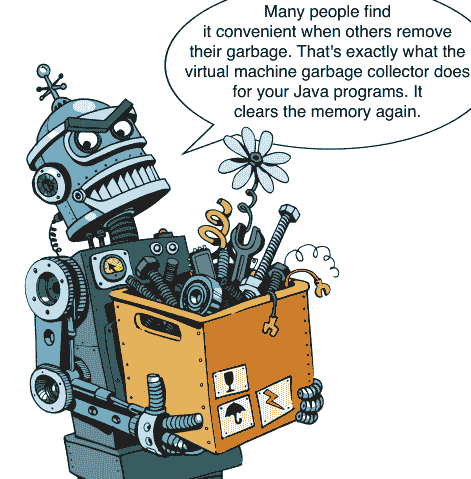 Many people find
it convenient when others remove
their garbage. That's exactly what the
virtual machine garbage collector does
for your Java programs. It
clears the memory again.